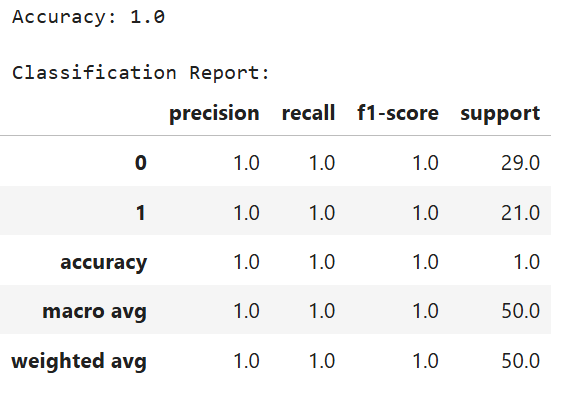 Accuracy: 1.0
Classification Report:
precision recall f1-score support
0 1.0 1.0 1.0 29.0
1 1.0 1.0 1.0 21.0
accuracy 1.0 1.0 1.0 1.0
macro avg 1.0 1.0 1.0 50.0
weighted avg 1.0 1.0 1.0 50.0